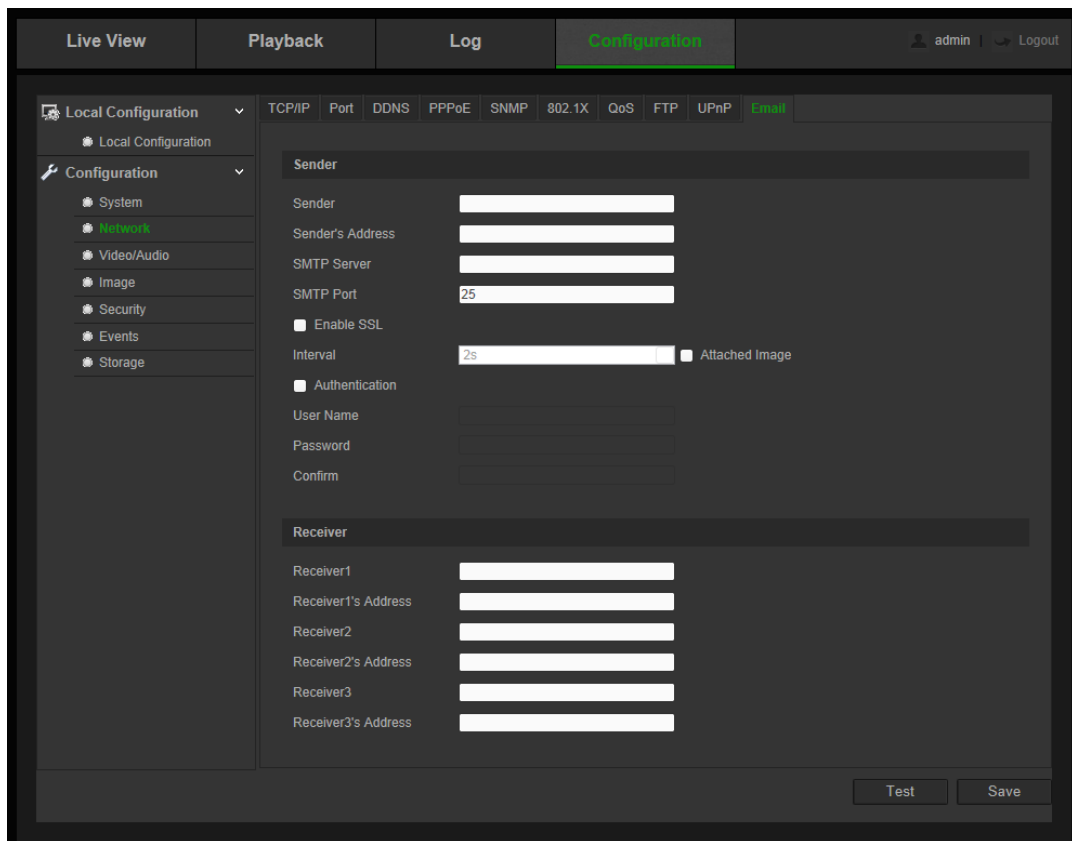 Live View Playback Log Configuration admin | Logout
Local Configuration
Local Configuration
Configuration
System
Network
Video/Audio
Image
Security
Events
Storage
TCP/IP Port DDNS PPPoE SNMP 802.1X QoS FTP UPnP Email
Sender
Sender
Sender's Address
SMTP Server
SMTP Port 25
Enable SSL
Interval 2s Attached Image
Authentication
User Name
Password
Confirm
Receiver
Receiver1
Receiver1's Address
Receiver2
Receiver2's Address
Receiver3
Receiver3's Address
Test Save